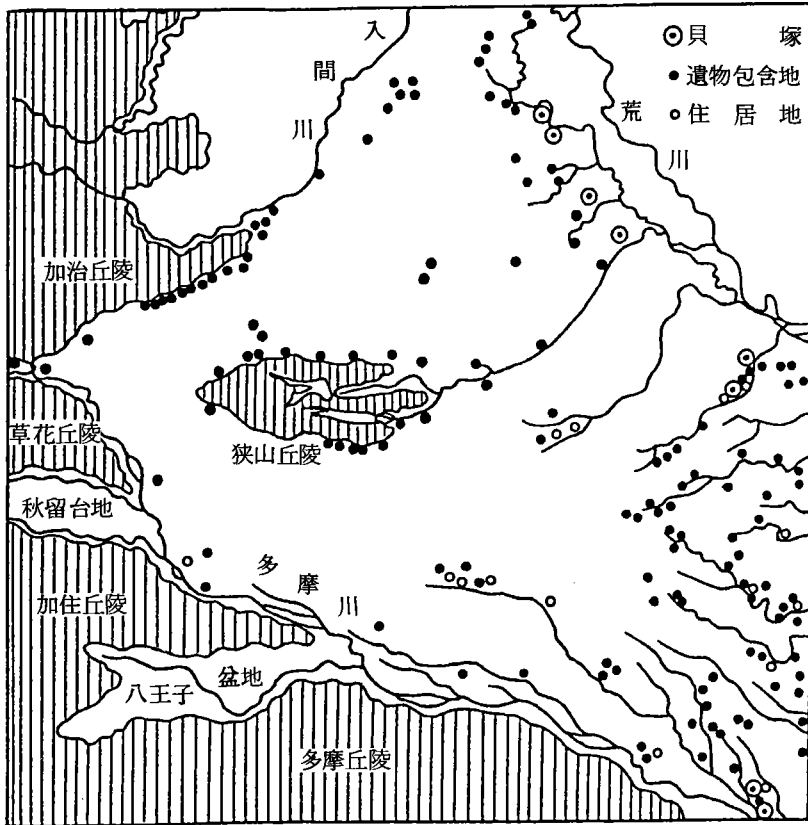 貝塚
遺物包含地
住居地
入間川
荒川
加治丘陵
狭山丘陵
草花丘陵
秋留台地
加住丘陵
多摩川
八王子盆地
多摩丘陵